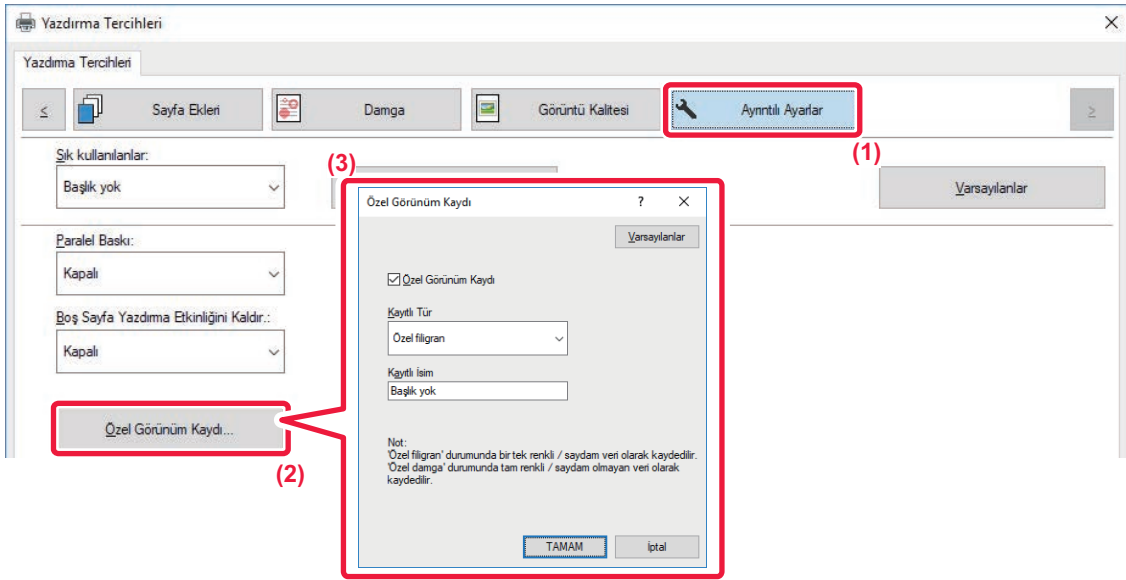 Yazdırma Tercihleri
Yazdırma Tercihleri
<
Sayfa Ekleri
Damga
Görüntü Kalitesi
Ayrıntılı Ayarlar
>
(1)
Sık kullanılanlar:
Başlık yok
(3)
Varsayılanlar
Özel Görünüm Kaydı
?
Varsayılanlar
Paralel Baskı:
Kapalı
Özel Görünüm Kaydı
Boş Sayfa Yazdırma Etkinliğini Kaldır.:
Kapalı
Kayıtlı Tür
Özel filigran
Kayıtlı İsim
Başlık yok
Özel Görünüm Kaydı...
(2)
Not:
'Özel filigran' durumunda bir tek renkli / saydam veri olarak kaydedilir.
'Özel damga' durumunda tam renkli / saydam olmayan veri olarak
kaydedilir.
TAMAM
İptal